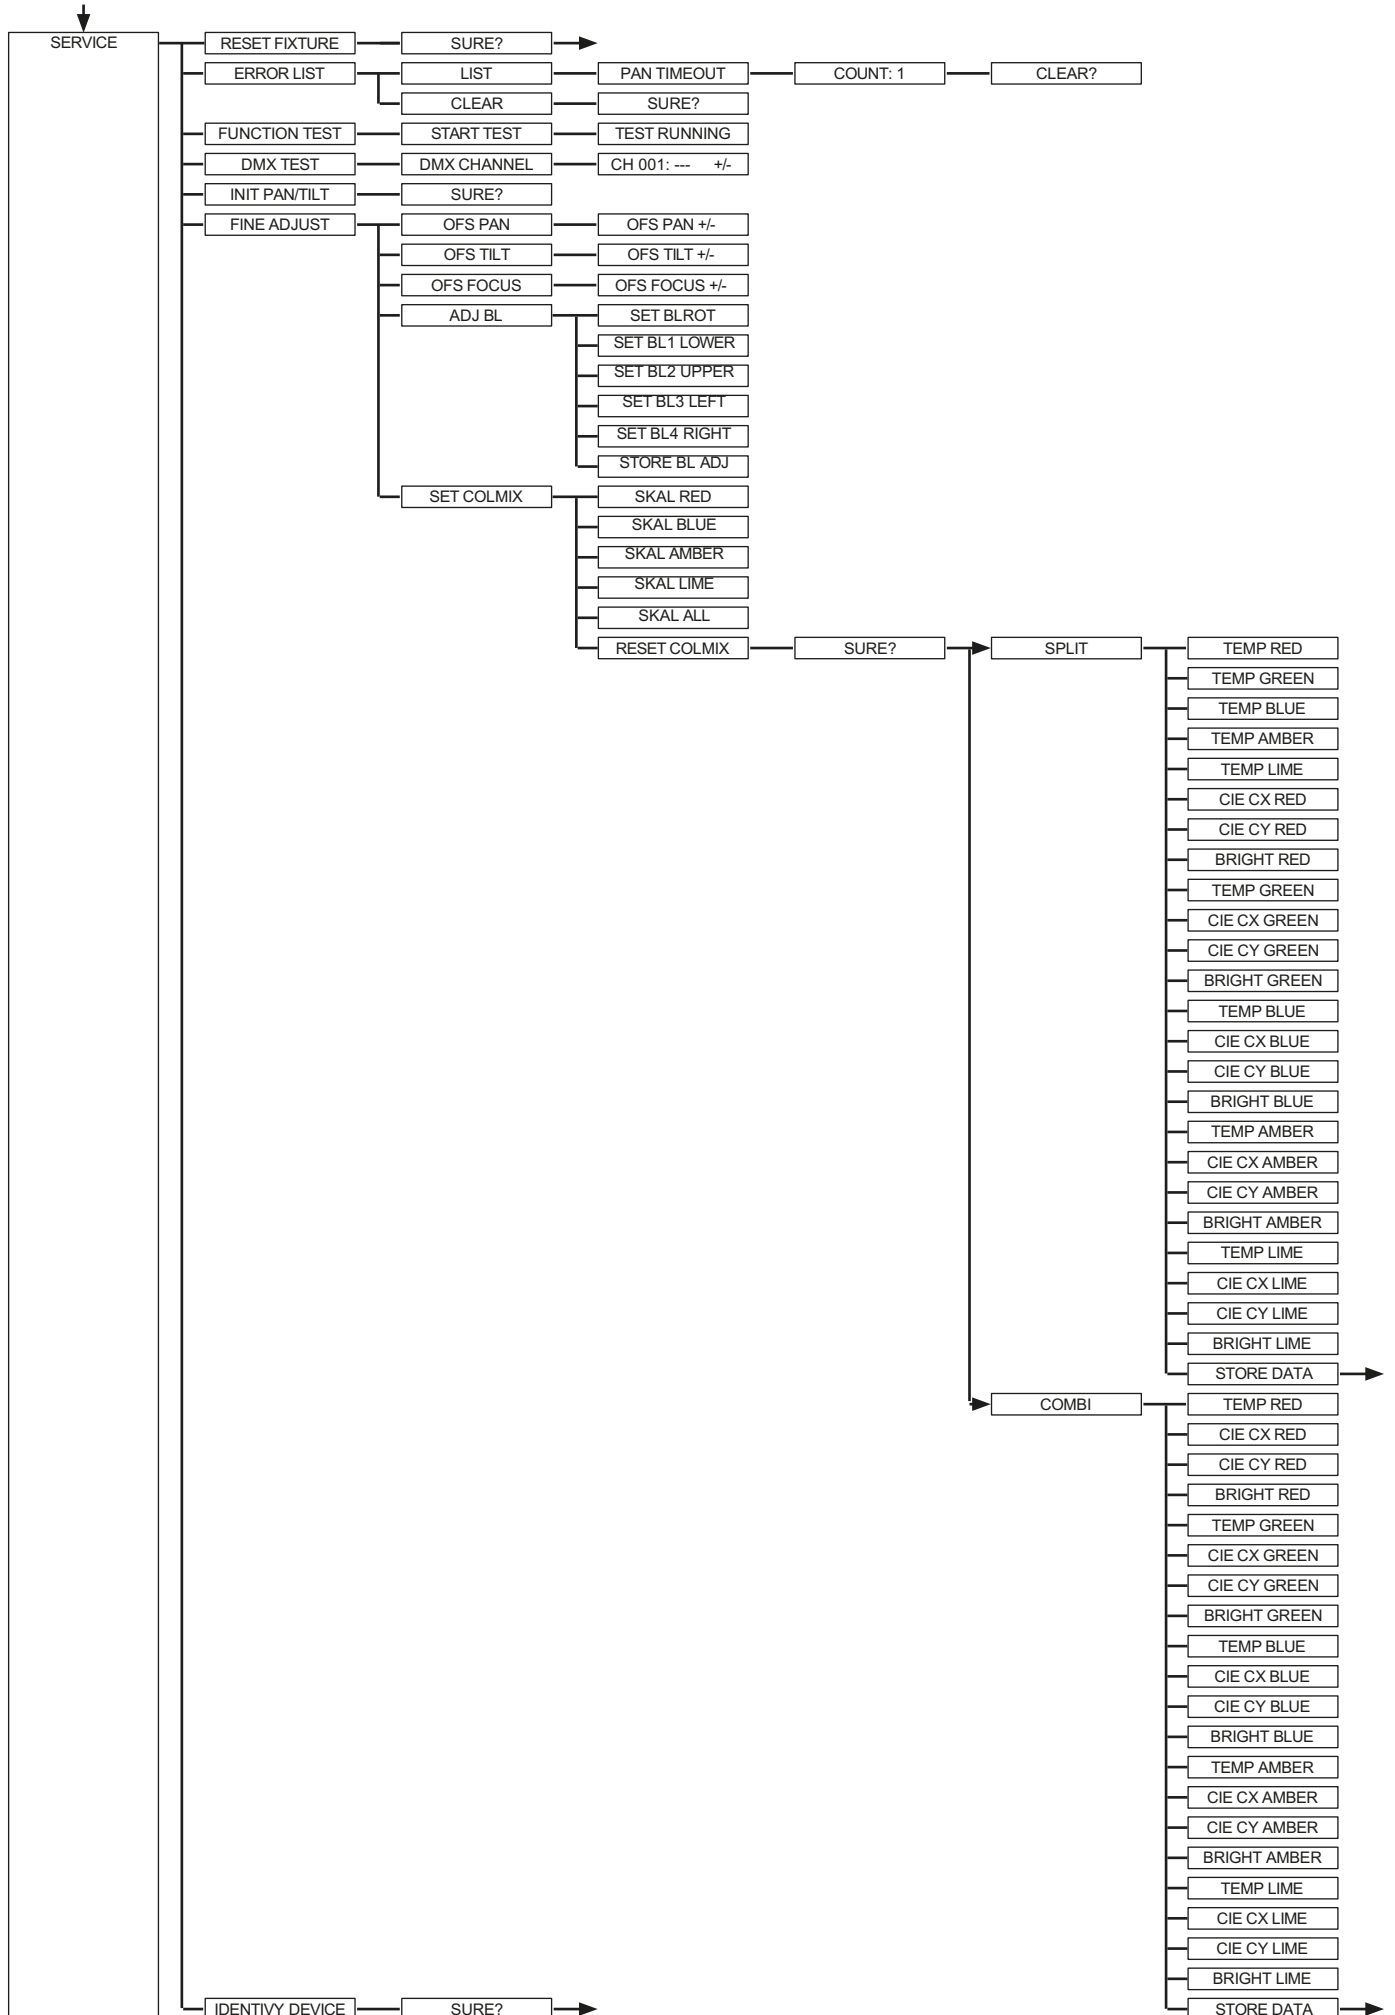 SERVICE RESET FIXTURE SURE?
ERROR LIST LIST PAN TIMEOUT COUNT: 1 CLEAR?
CLEAR SURE?
FUNCTION TEST START TEST TEST RUNNING
DMX TEST DMX CHANNEL CH 001: --- +/-
INIT PAN/TILT SURE?
FINE ADJUST OFS PAN OFS PAN +/-
OFS TILT OFS TILT +/-
OFS FOCUS OFS FOCUS +/-
ADJ BL SET BLROT
SET BL1 LOWER
SET BL2 UPPER
SET BL3 LEFT
SET BL4 RIGHT
STORE BL ADJ
SET COLMIX SKAL RED
SKAL BLUE
SKAL AMBER
SKAL LIME
SKAL ALL
RESET COLMIX SURE? SPLIT TEMP RED
TEMP GREEN
TEMP BLUE
TEMP AMBER
TEMP LIME
CIE CX RED
CIE CY RED
BRIGHT RED
TEMP GREEN
CIE CX GREEN
CIE CY GREEN
BRIGHT GREEN
TEMP BLUE
CIE CX BLUE
CIE CY BLUE
BRIGHT BLUE
TEMP AMBER
CIE CX AMBER
CIE CY AMBER
BRIGHT AMBER
TEMP LIME
CIE CX LIME
CIE CY LIME
BRIGHT LIME
STORE DATA
COMBI TEMP RED
CIE CX RED
CIE CY RED
BRIGHT RED
TEMP GREEN
CIE CX GREEN
CIE CY GREEN
BRIGHT GREEN
TEMP BLUE
CIE CX BLUE
CIE CY BLUE
BRIGHT BLUE
TEMP AMBER
CIE CX AMBER
CIE CY AMBER
BRIGHT AMBER
TEMP LIME
CIE CX LIME
CIE CY LIME
BRIGHT LIME
IDENTIVY DEVICE SURE? STORE DATA